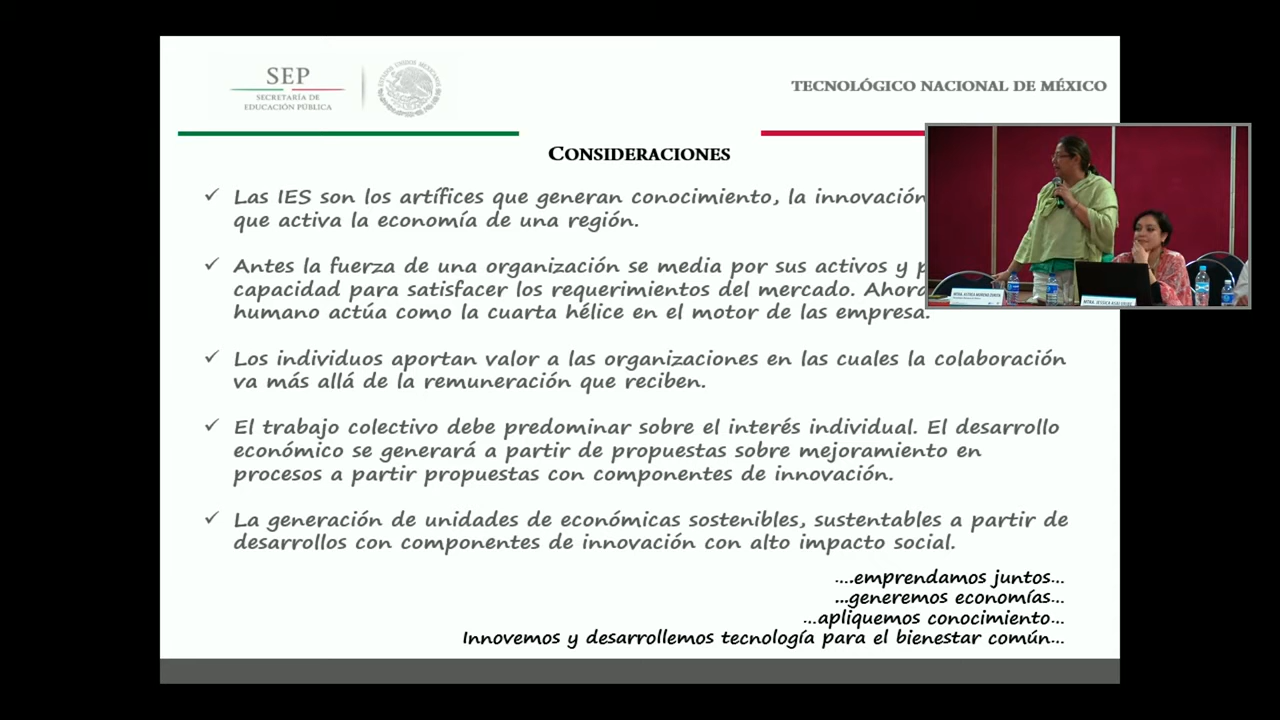 SEP
SECRETARÍA DE
EDUCACIÓN PÚBLICA
ESTADOS UNIDOS MEXICANOS
TECNOLÓGICO NACIONAL DE MÉXICO
CONSIDERACIONES
✓ Las IES son los artífices que generan conocimiento, la innovación
que activa la economía de una región.
✓ Antes la fuerza de una organización se media por sus activos y
capacidad para satisfacer los requerimientos del mercado. Ahora
humano actúa como la cuarta hélice en el motor de las empresa.
✓ Los individuos aportan valor a las organizaciones en las cuales la colaboración
va más allá de la remuneración que reciben.
✓ El trabajo colectivo debe predominar sobre el interés individual. El desarrollo
económico se generará a partir de propuestas sobre mejoramiento en
procesos a partir propuestas con componentes de innovación.
✓ La generación de unidades de económicas sostenibles, sustentables a partir de
desarrollos con componentes de innovación con alto impacto social.
....emprendamos juntos...
...generemos economías...
...apliquemos conocimiento...
Innovemos y desarrollemos tecnología para el bienestar común...